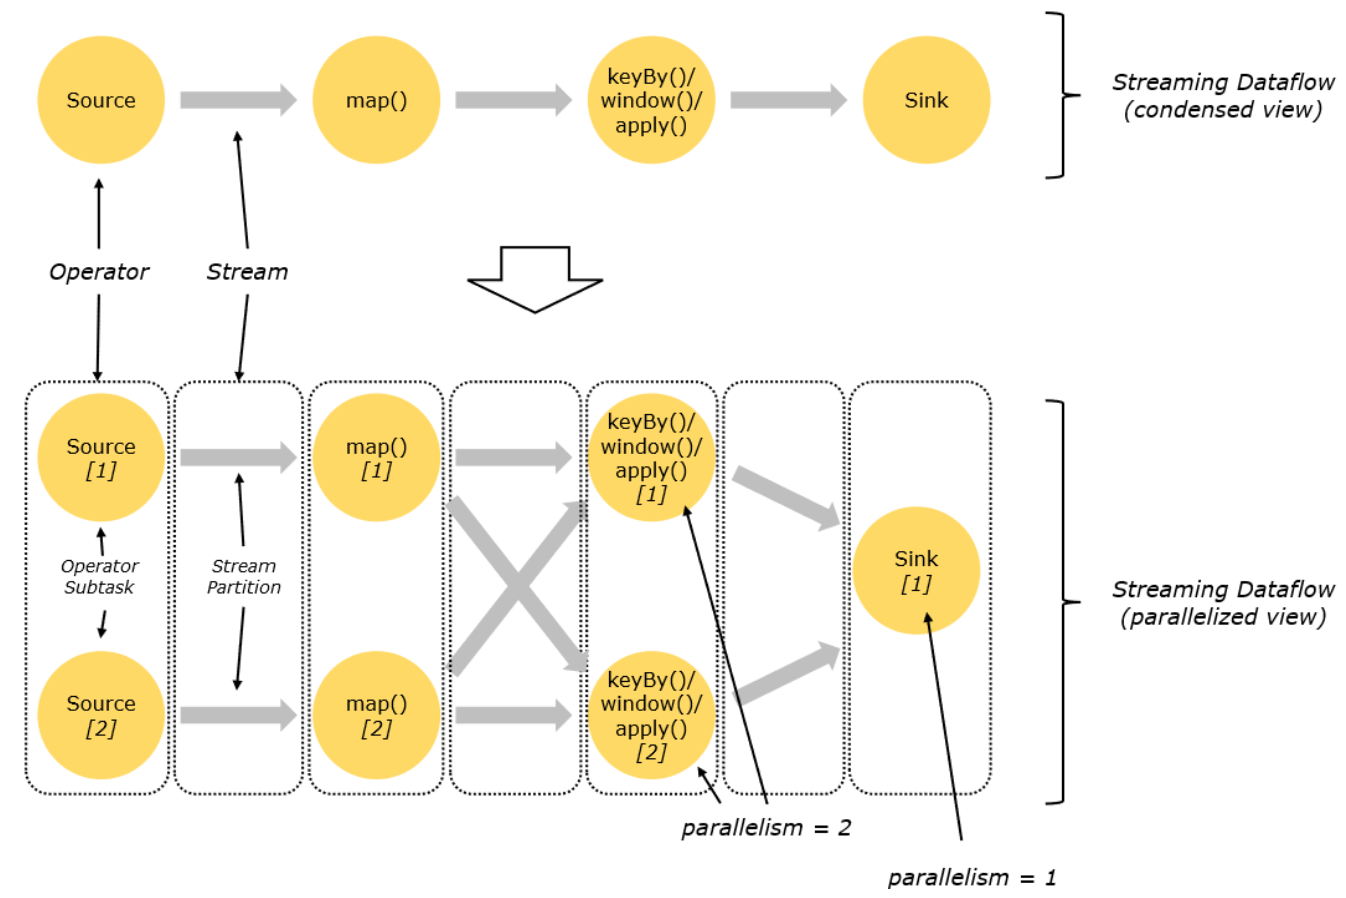 Source
map()
keyBy()/
window()/
apply()
Sink
Streaming Dataflow
(condensed view)
Operator
Stream
Source
[1]
map()
[1]
keyBy()/
window()/
apply()
[1]
Operator
Subtask
Stream
Partition
Sink
[1]
Streaming Dataflow
(parallelized view)
Source
[2]
map()
[2]
keyBy()/
window()/
apply()
[2]
parallelism = 2
parallelism = 1